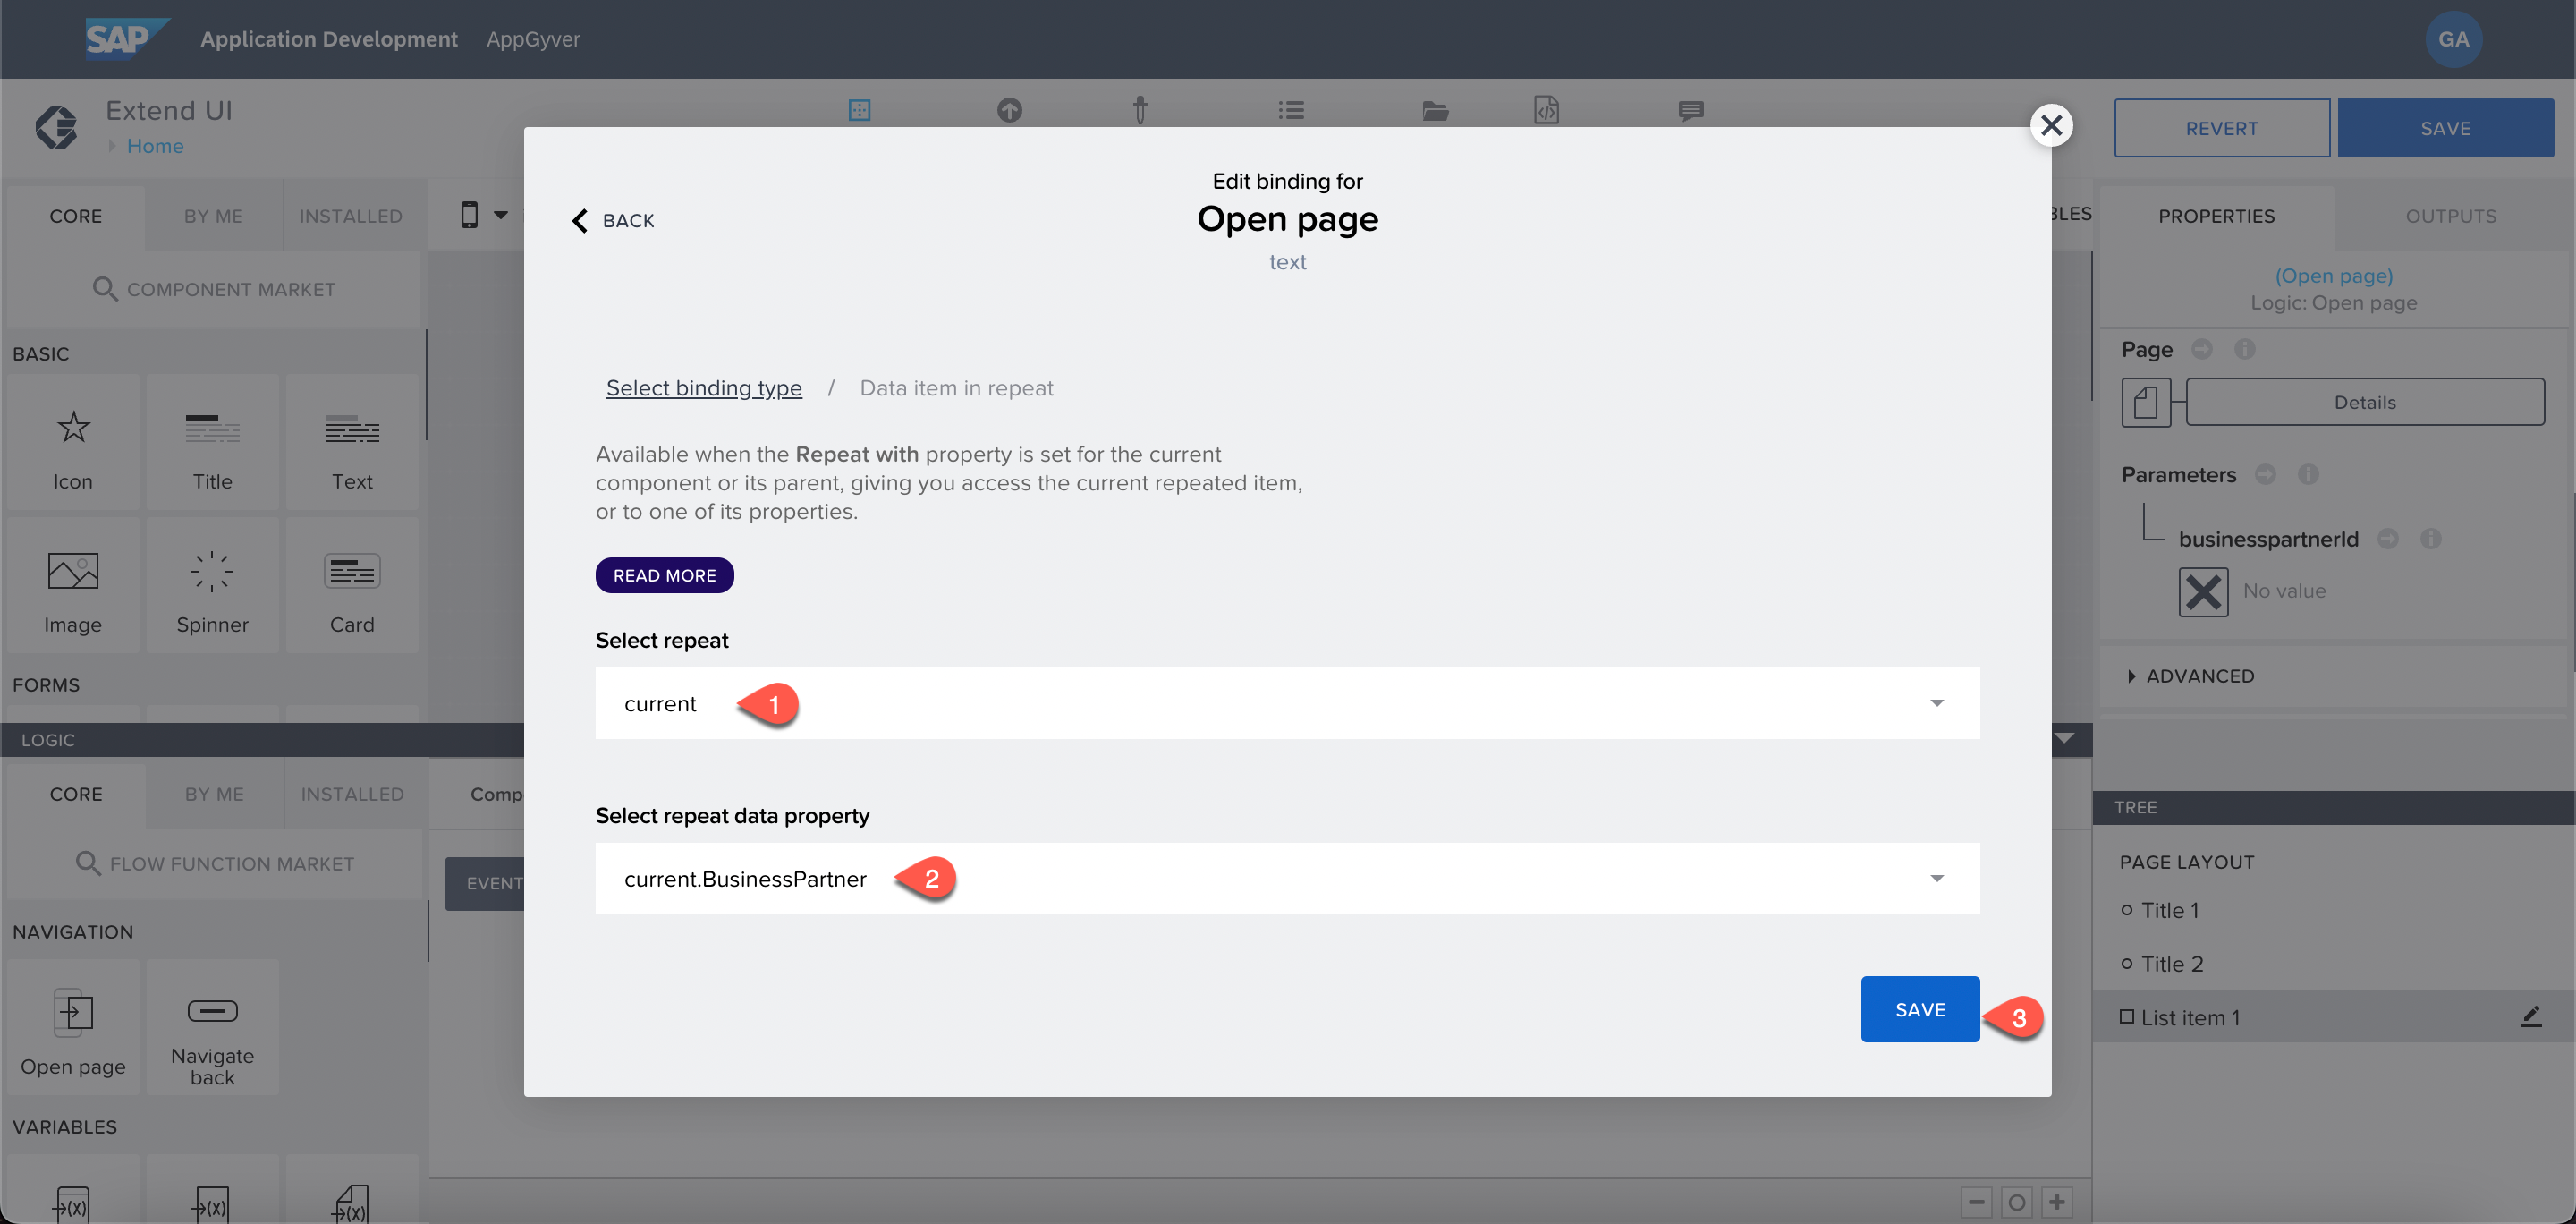 SAP Application Development AppGyver GA
Extend UI
Home
REVERT SAVE
CORE BY ME INSTALLED
COMPONENT MARKET
BASIC
Icon Title Text
Image Spinner Card
FORMS
LOGIC
CORE BY ME INSTALLED
FLOW FUNCTION MARKET
NAVIGATION
Open page Navigate
back
VARIABLES
(x) (x) (x)
Comp
EVENT
Edit binding for
BACK Open page
text
Select binding type / Data item in repeat
Available when the Repeat with property is set for the current
component or its parent, giving you access the current repeated item,
or to one of its properties.
READ MORE
Select repeat
current 1
Select repeat data property
current.BusinessPartner 2
SAVE 3
BLES
PROPERTIES OUTPUTS
(Open page)
Logic: Open page
Page
Details
Parameters
businesspartnerId
No value
ADVANCED
TREE
PAGE LAYOUT
Title 1
Title 2
List item 1